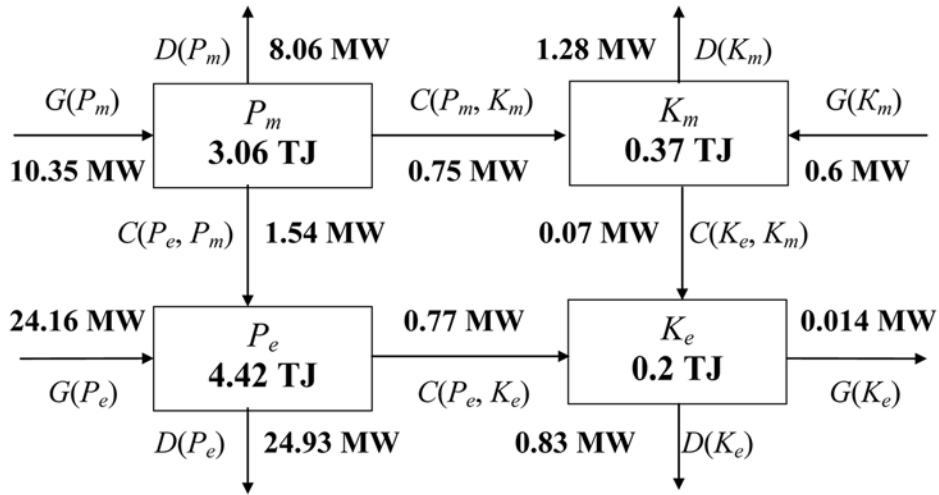 D(Pₘ) 8.06 MW 1.28 MW D(Kₘ)
G(Pₘ) Pₘ C(Pₘ, Kₘ) Kₘ G(Kₘ)
10.35 MW 3.06 TJ 0.75 MW 0.37 TJ 0.6 MW
C(Pₑ, Pₘ) 1.54 MW 0.07 MW C(Kₑ, Kₘ)
24.16 MW Pₑ 0.77 MW Kₑ 0.014 MW
G(Pₑ) 4.42 TJ C(Pₑ, Kₑ) 0.2 TJ G(Kₑ)
D(Pₑ) 24.93 MW 0.83 MW D(Kₑ)